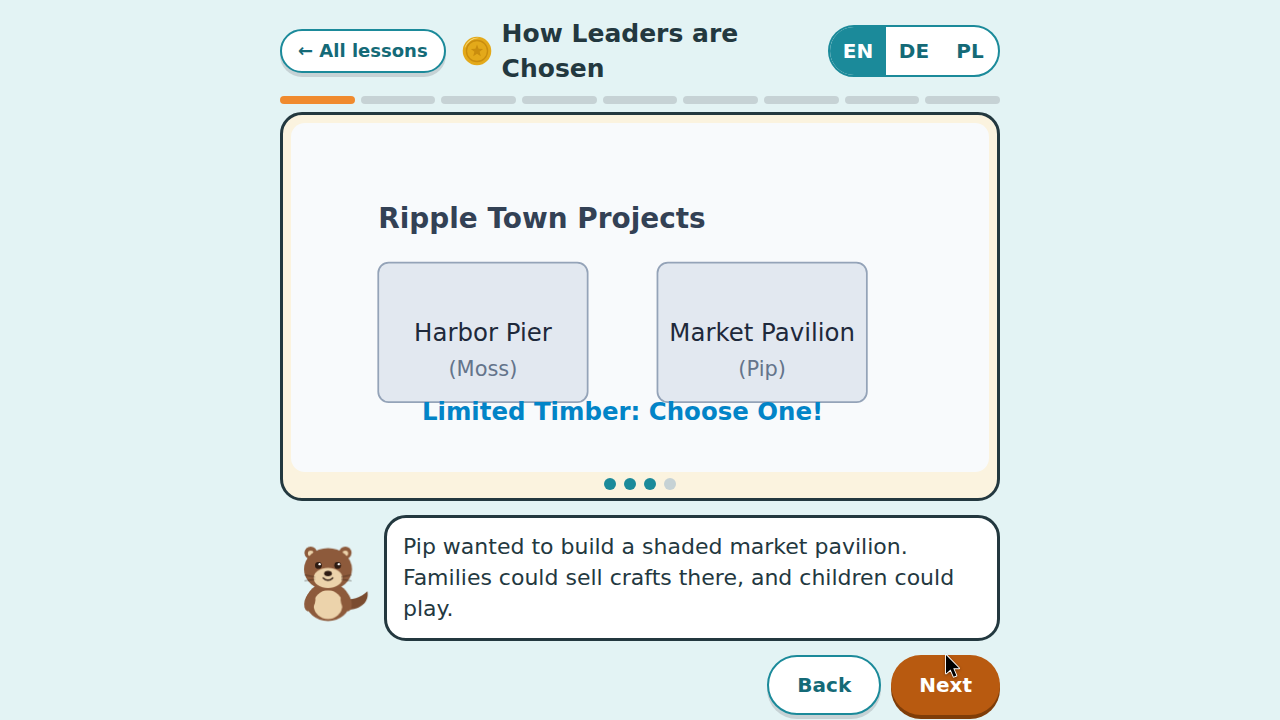 ← All lessons
How Leaders are
Chosen
EN DE PL
Ripple Town Projects
Harbor Pier
(Moss)
Market Pavilion
(Pip)
Limited Timber: Choose One!
Pip wanted to build a shaded market pavilion.
Families could sell crafts there, and children could
play.
Back
Next